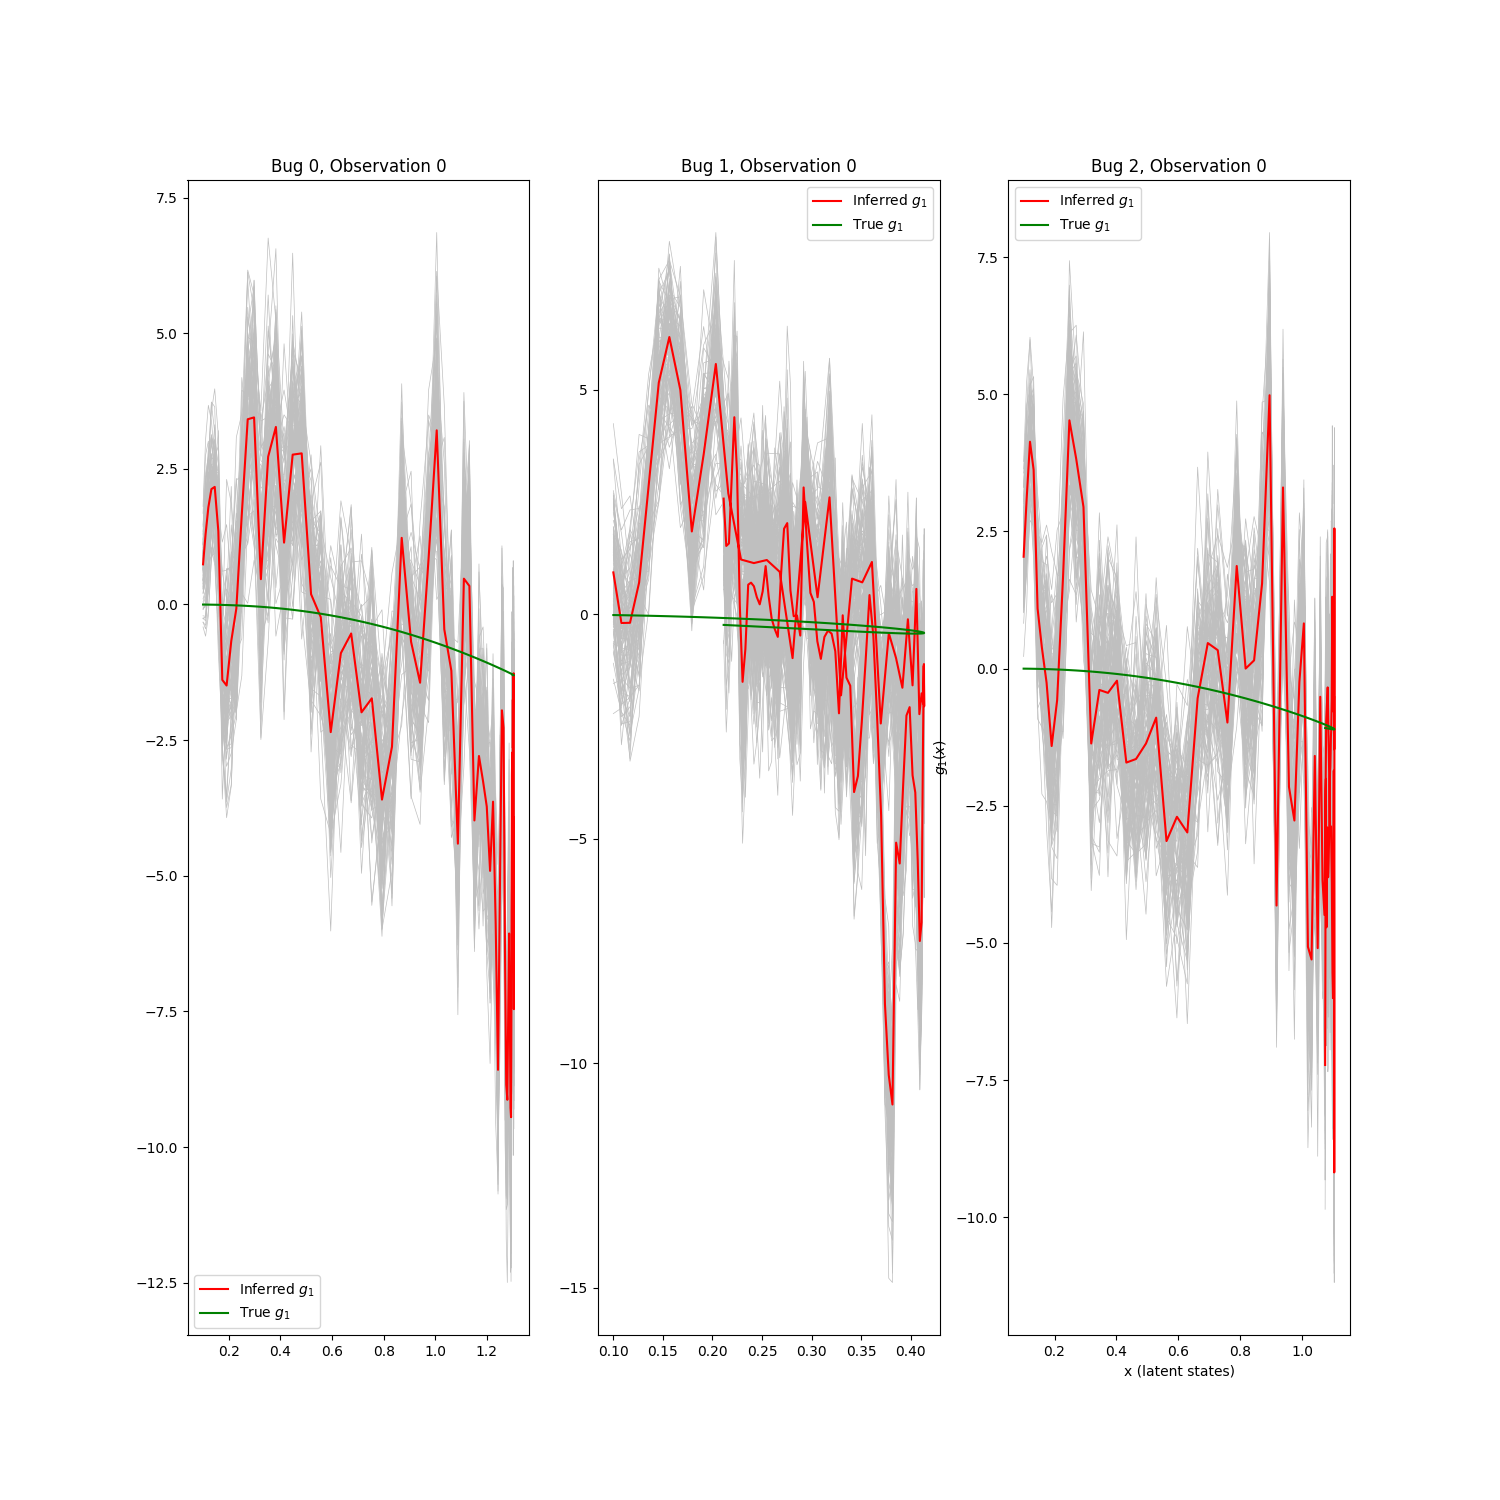 Bug 0, Observation 0
7.5
5.0
2.5
0.0
−2.5
−5.0
−7.5
−10.0
−12.5
Inferred g₁
True g₁
0.2 0.4 0.6 0.8 1.0 1.2
Bug 1, Observation 0
Inferred g₁
True g₁
5
0
−5
−10
−15
0.10 0.15 0.20 0.25 0.30 0.35 0.40
Bug 2, Observation 0
Inferred g₁
True g₁
g₁(x)
7.5
5.0
2.5
0.0
−2.5
−5.0
−7.5
−10.0
0.2 0.4 0.6 0.8 1.0
x (latent states)